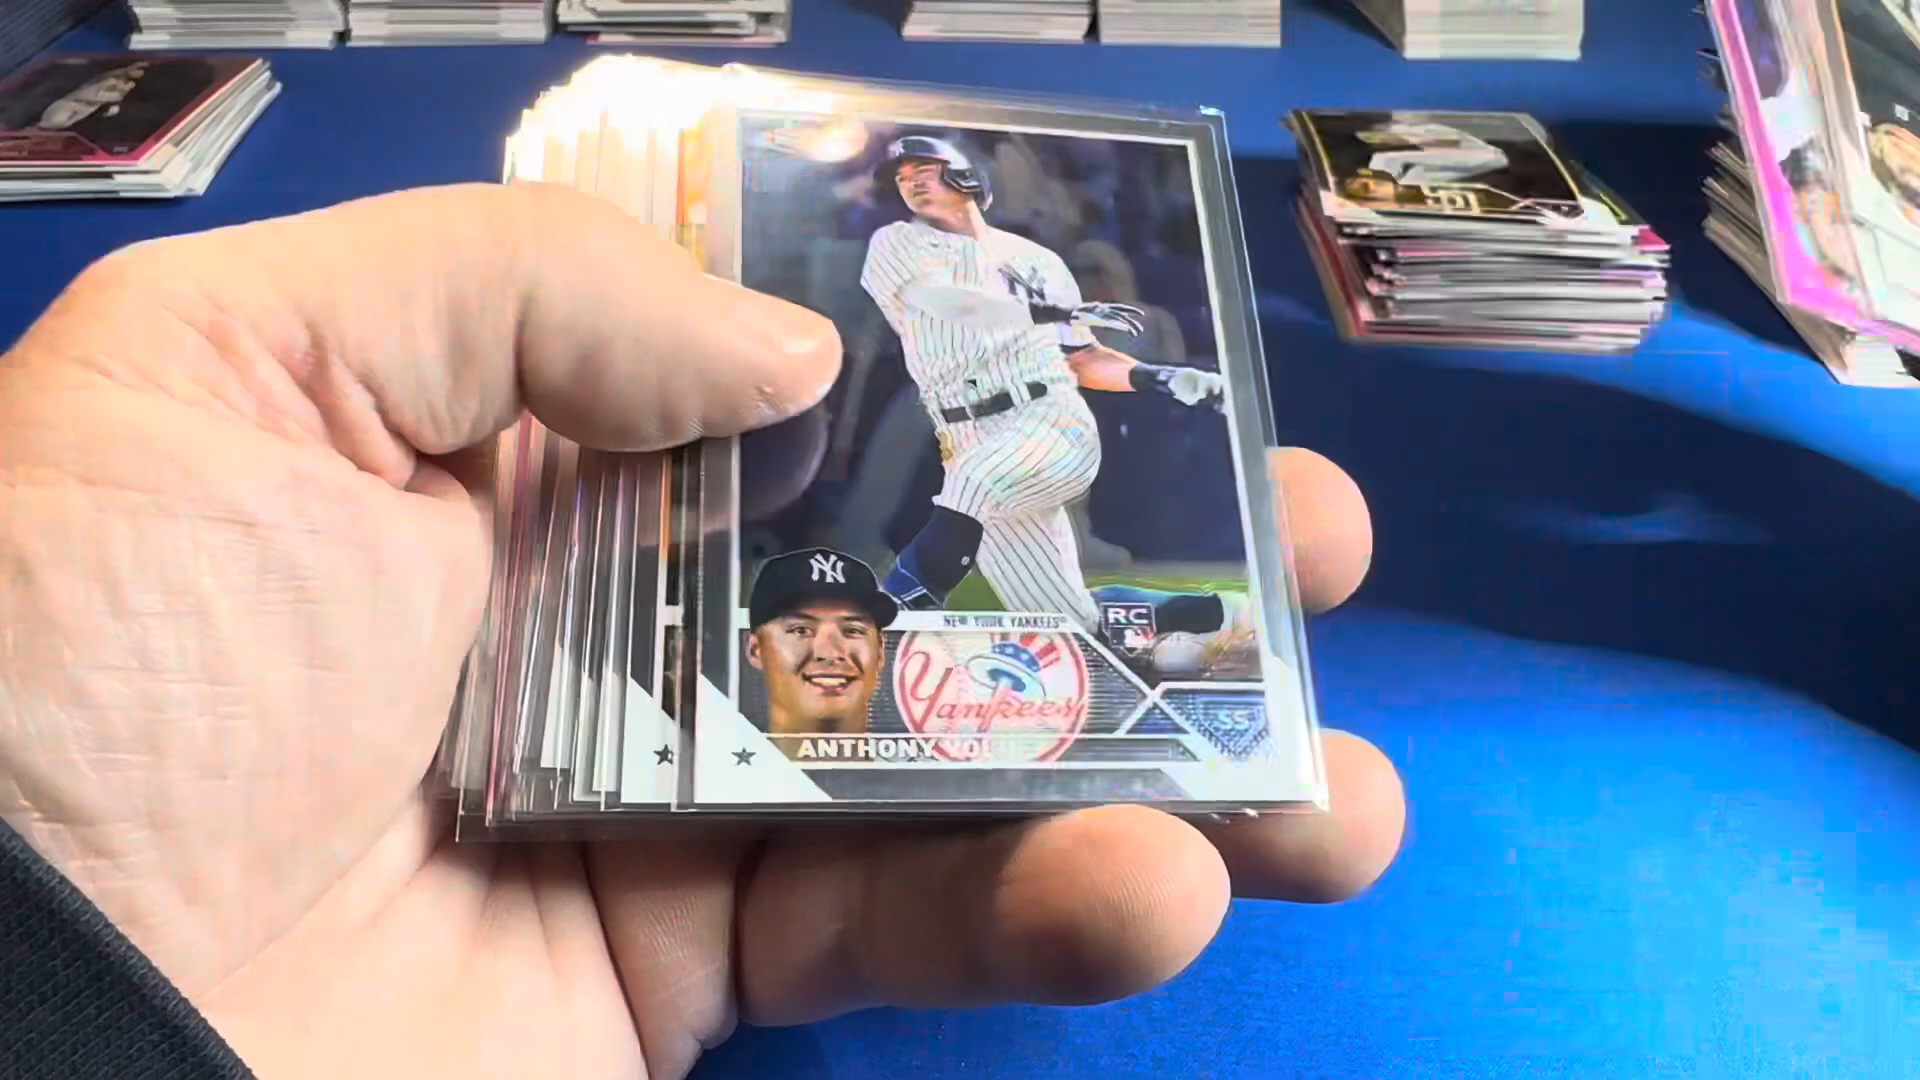 NY
NEW YORK YANKEES
RC
Yankees
SS
ANTHONY